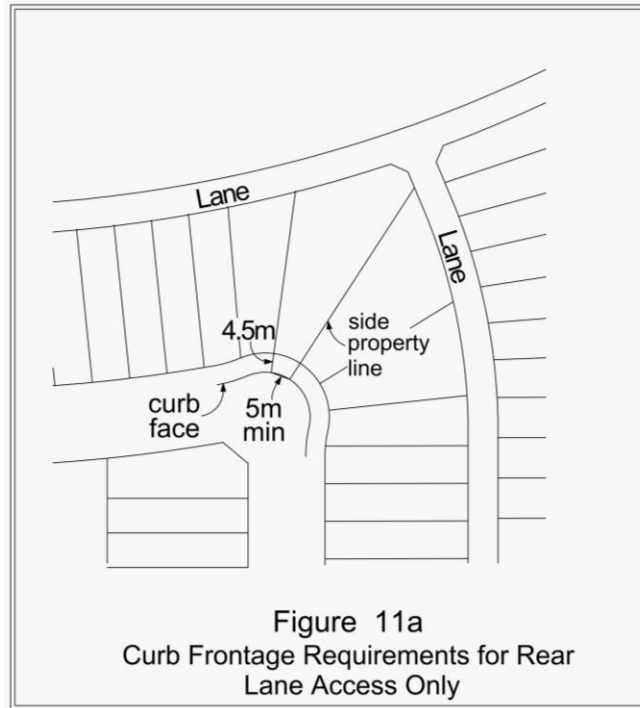 Lane
Lane
4.5m
side
property
line
curb
face
5m
min
Figure 11a
Curb Frontage Requirements for Rear
Lane Access Only